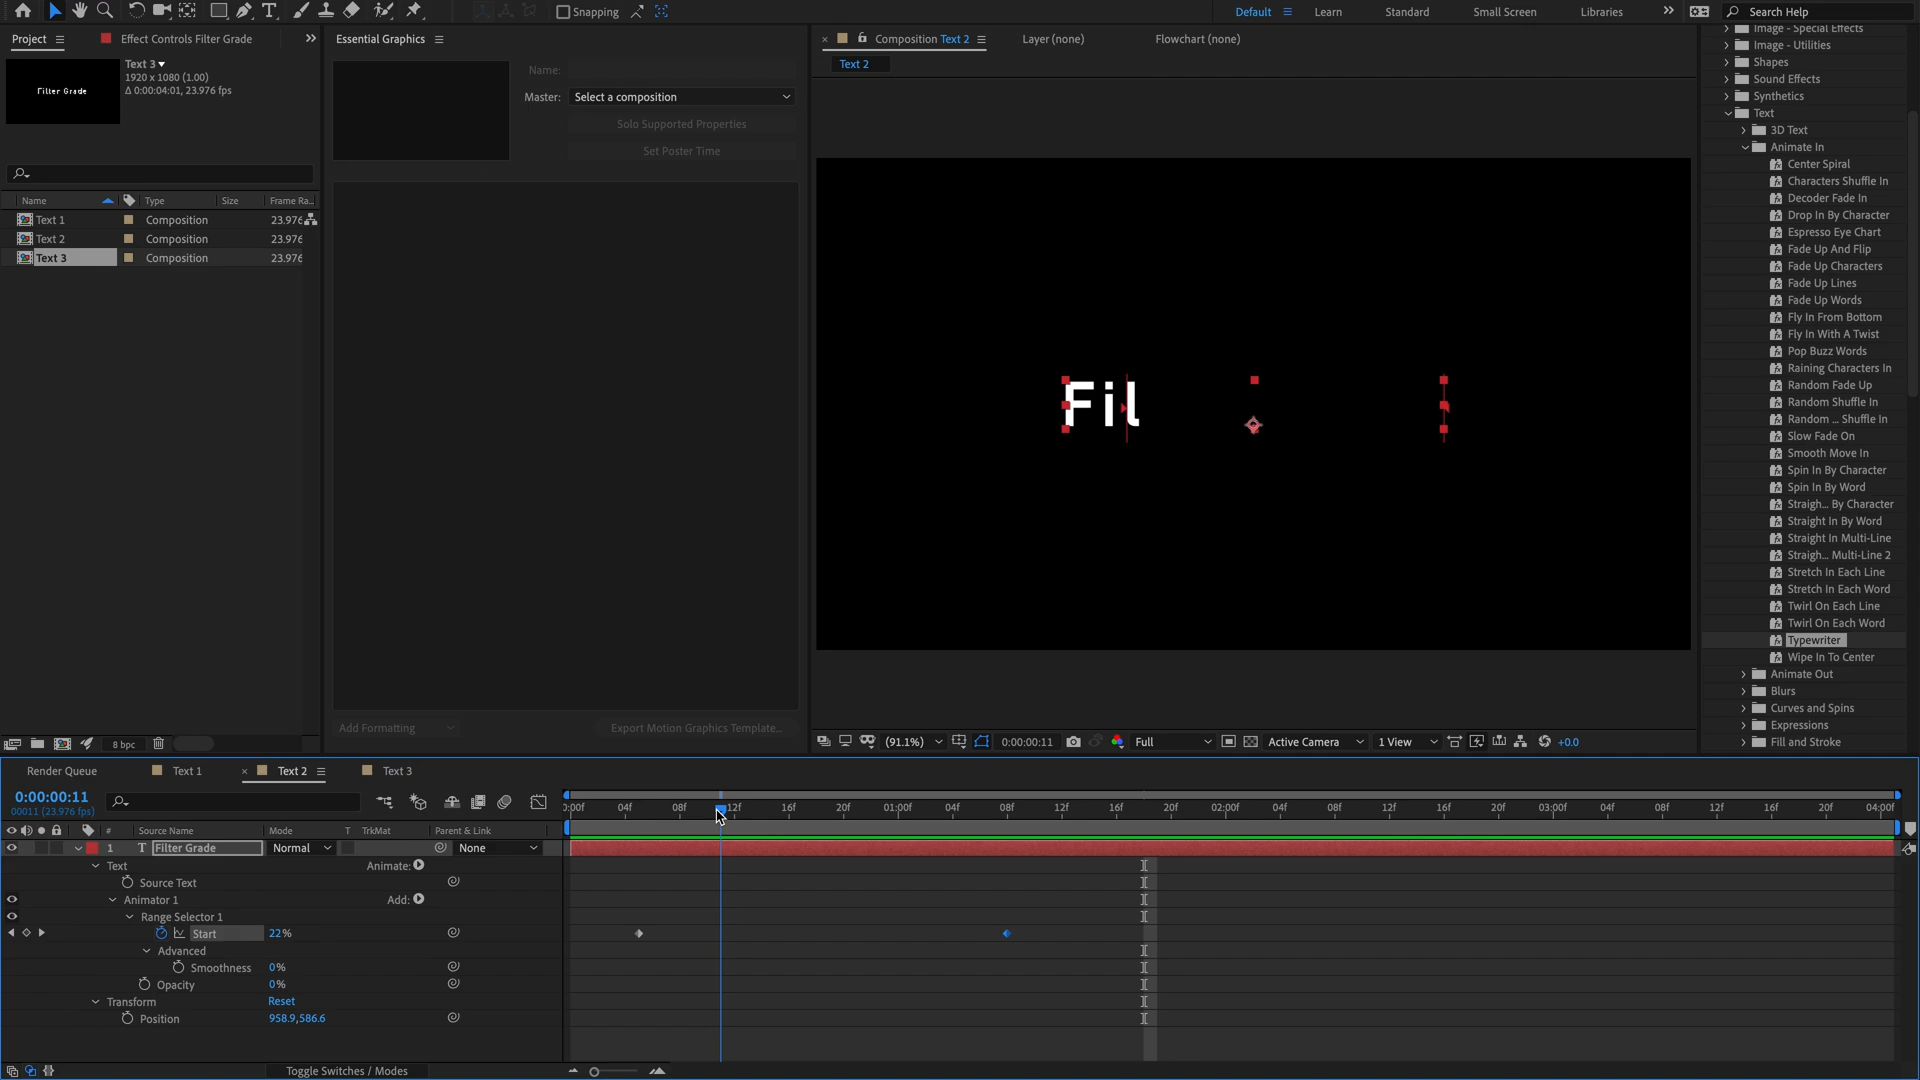 Snapping
Default
Learn
Standard
Small Screen
Libraries
Search Help
Project
Effect Controls Filter Grade
Essential Graphics
Composition Text 2
Layer (none)
Flowchart (none)
Text 2
Filter Grade
Text 3
1920 x 1080 (1.00)
Δ 0:00:04:01, 23.976 fps
Name:
Master:
Select a composition
Solo Supported Properties
Set Poster Time
Name Type Size Frame Ra...
Text 1 Composition 23.976
Text 2 Composition 23.976
Text 3 Composition 23.976
Fil
Image - Special Effects
Image - Utilities
Shapes
Sound Effects
Synthetics
Text
3D Text
Animate In
Center Spiral
Characters Shuffle In
Decoder Fade In
Drop In By Character
Espresso Eye Chart
Fade Up And Flip
Fade Up Characters
Fade Up Lines
Fade Up Words
Fly In From Bottom
Fly In With A Twist
Pop Buzz Words
Raining Characters In
Random Fade Up
Random Shuffle In
Random ... Shuffle In
Slow Fade On
Smooth Move In
Spin In By Character
Spin In By Word
Straigh... By Character
Straight In By Word
Straight In Multi-Line
Straigh... Multi-Line 2
Stretch In Each Line
Stretch In Each Word
Twirl On Each Line
Twirl On Each Word
Typewriter
Wipe In To Center
Animate Out
Blurs
Curves and Spins
Expressions
Fill and Stroke
Add Formatting
Export Motion Graphics Template...
8 bpc
(91.1%) 0:00:00:11 Full Active Camera 1 View +0.0
Render Queue Text 1 Text 2 Text 3
0:00:00:11
00011 (23.976 fps)
0:00f 04f 08f 12f 16f 20f 01:00f 04f 08f 12f 16f 20f 02:00f 04f 08f 12f 16f 20f 03:00f 04f 08f 12f 16f 20f 04:00f
# Source Name Mode T TrkMat Parent & Link
1 T Filter Grade Normal None
Text Animate:
Source Text
Animator 1 Add:
Range Selector 1
Start 22%
Advanced
Smoothness 0%
Opacity 0%
Transform Reset
Position 958.9,586.6
Toggle Switches / Modes